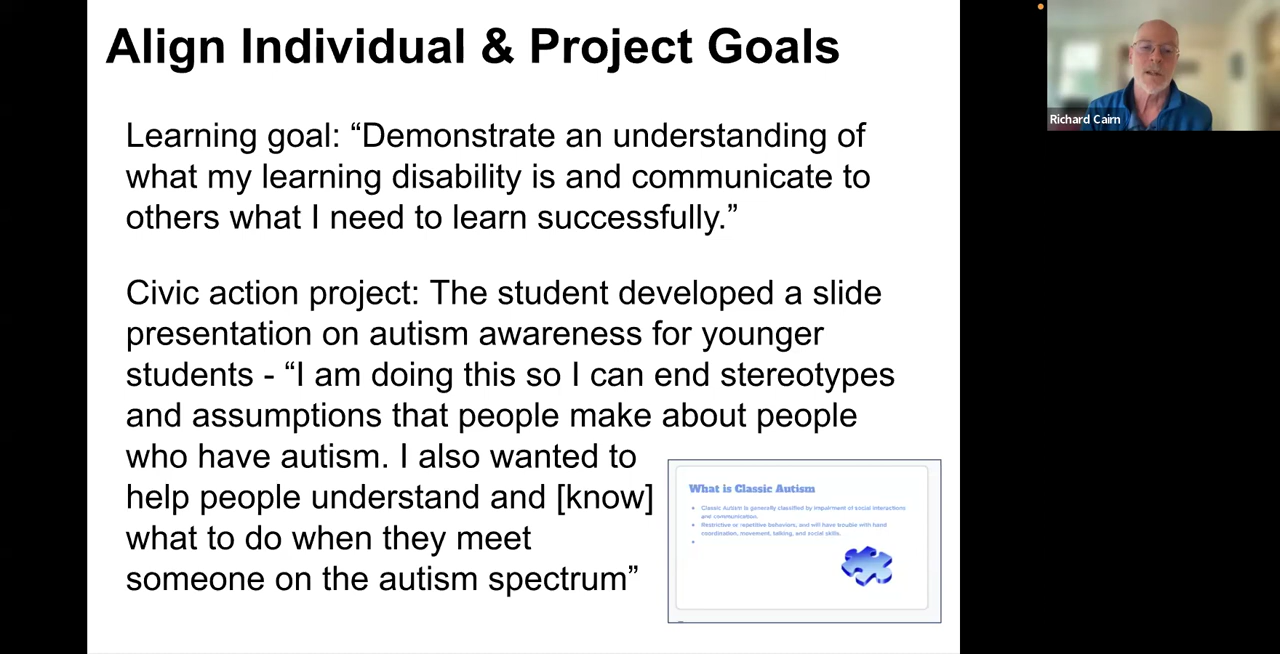 Align Individual & Project Goals
Learning goal: “Demonstrate an understanding of
what my learning disability is and communicate to
others what I need to learn successfully.”
Civic action project: The student developed a slide
presentation on autism awareness for younger
students - “I am doing this so I can end stereotypes
and assumptions that people make about people
who have autism. I also wanted to
help people understand and [know]
what to do when they meet
someone on the autism spectrum”
What is Classic Autism
Classic Autism is generally classified by impairment of social interactions
and communication.
Restrictive or repetitive behaviors, and will have trouble with hand
coordination, movement, talking, and social skills.
Richard Cairn